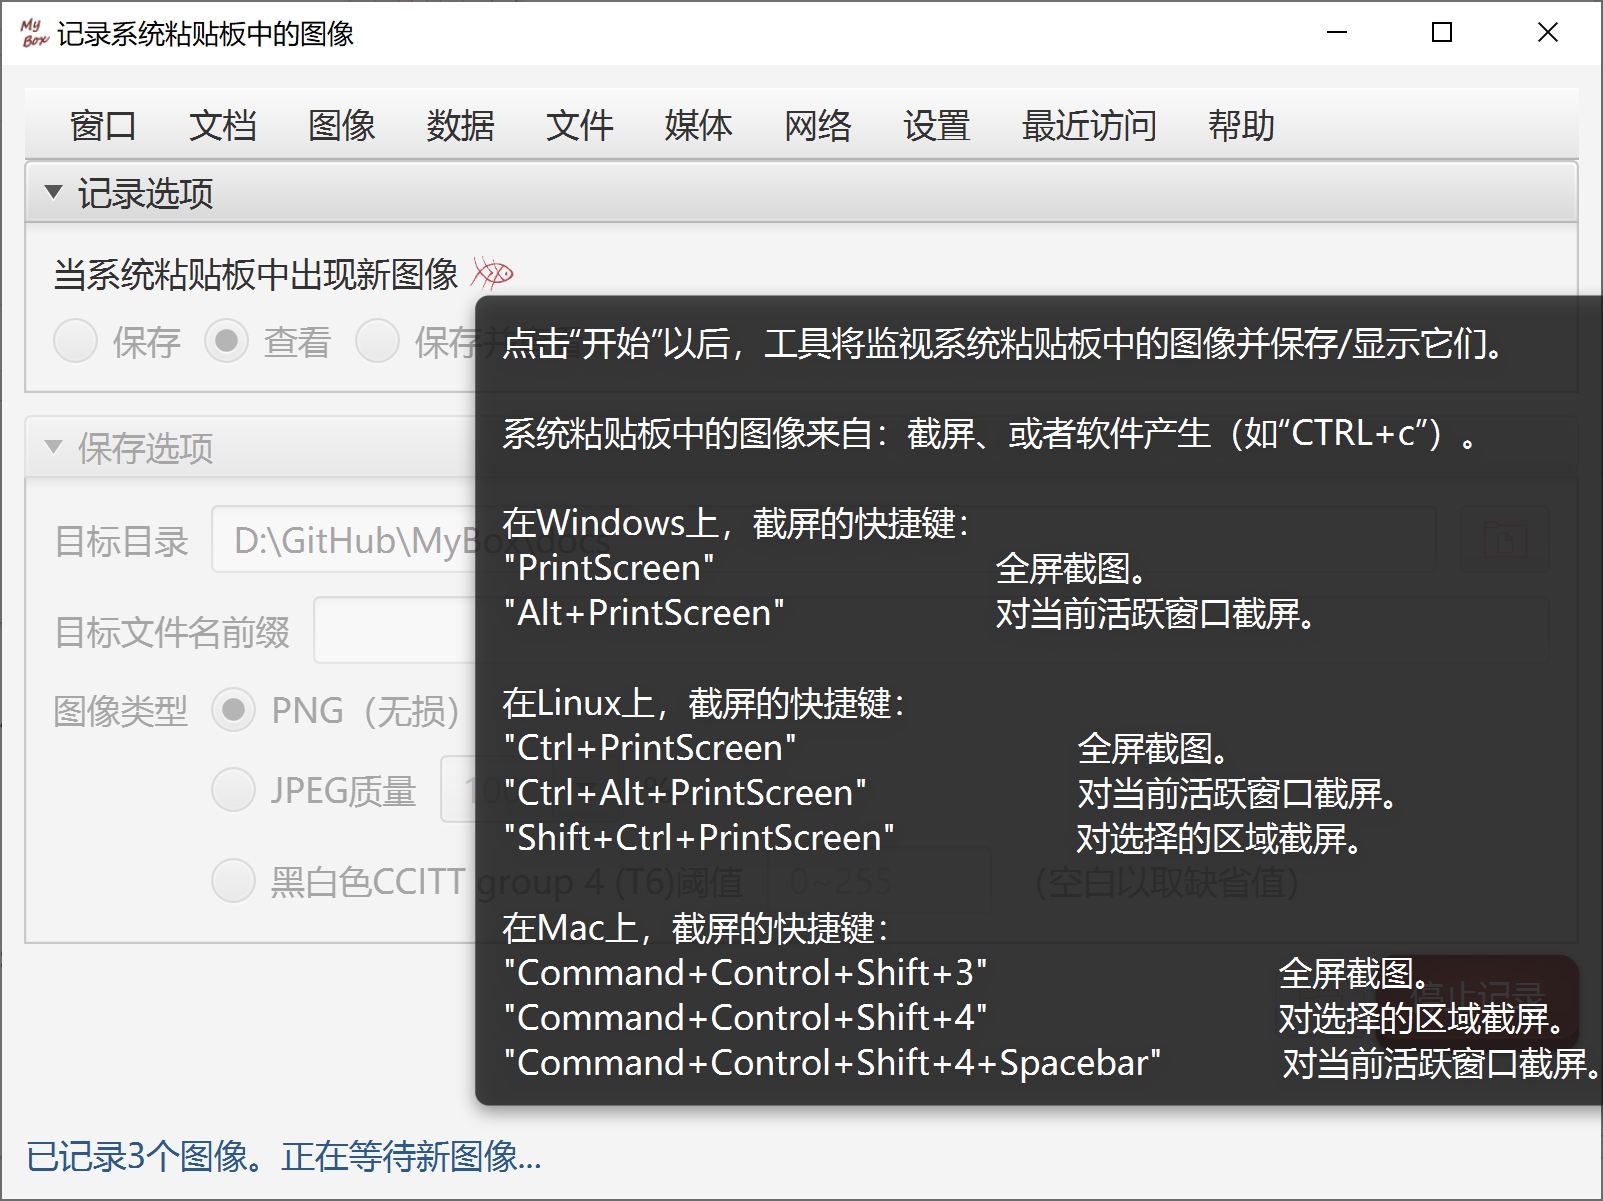 My Box 记录系统粘贴板中的图像
窗口 文档 图像 数据 文件 媒体 网络 设置 最近访问 帮助
记录选项
当系统粘贴板中出现新图像
保存 查看 保存并
点击“开始”以后，工具将监视系统粘贴板中的图像并保存/显示它们。
系统粘贴板中的图像来自：截屏、或者软件产生（如“CTRL+c”）。
保存选项
在Windows上，截屏的快捷键：
目标目录 D:\GitHub\MyBox\docs
"PrintScreen" 全屏截图。
"Alt+PrintScreen" 对当前活跃窗口截屏。
目标文件名前缀
在Linux上，截屏的快捷键：
图像类型 PNG（无损）
"Ctrl+PrintScreen" 全屏截图。
JPEG质量 100 %
"Ctrl+Alt+PrintScreen" 对当前活跃窗口截屏。
"Shift+Ctrl+PrintScreen" 对选择的区域截屏。
黑白色CCITT group 4 (T6)阈值 0~255 (空白以取缺省值)
在Mac上，截屏的快捷键：
"Command+Control+Shift+3" 全屏截图。
停止记录
"Command+Control+Shift+4" 对选择的区域截屏。
"Command+Control+Shift+4+Spacebar" 对当前活跃窗口截屏。
已记录3个图像。正在等待新图像...